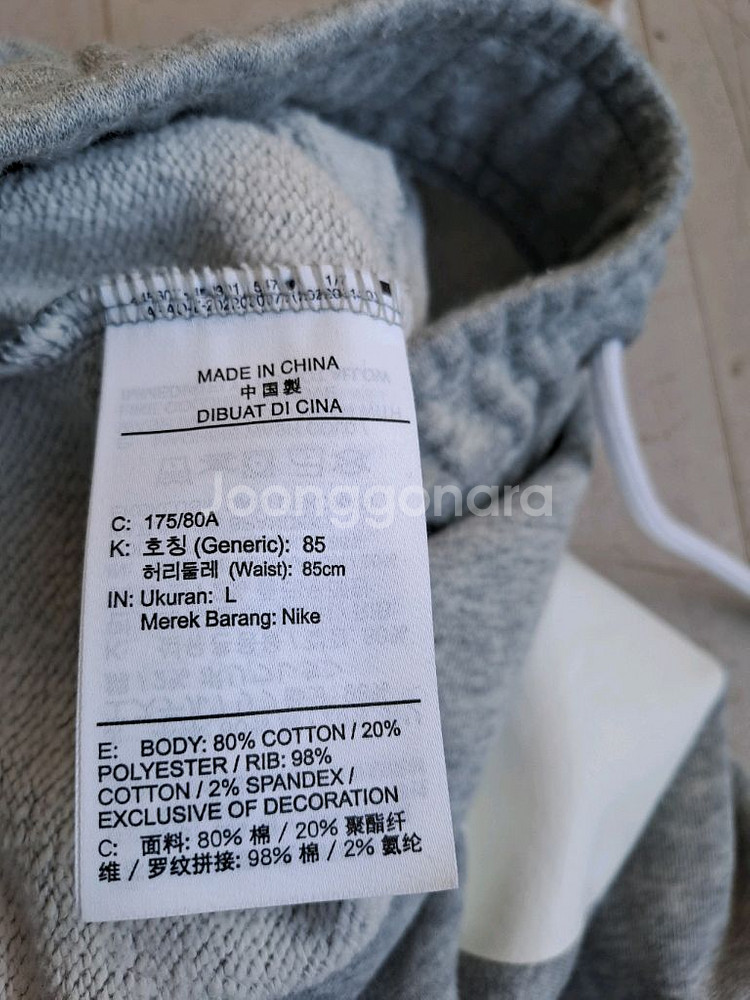 MADE IN CHINA
中国製
DIBUAT DI CINA
Joonggonara
C: 175/80A
K: 호칭 (Generic): 85
허리둘레 (Waist): 85cm
IN: Ukuran: L
Merek Barang: Nike
E: BODY: 80% COTTON / 20%
POLYESTER / RIB: 98%
COTTON / 2% SPANDEX /
EXCLUSIVE OF DECORATION
C: 面料: 80% 棉 / 20% 聚酯纤
维 / 罗纹拼接: 98% 棉 / 2% 氨纶